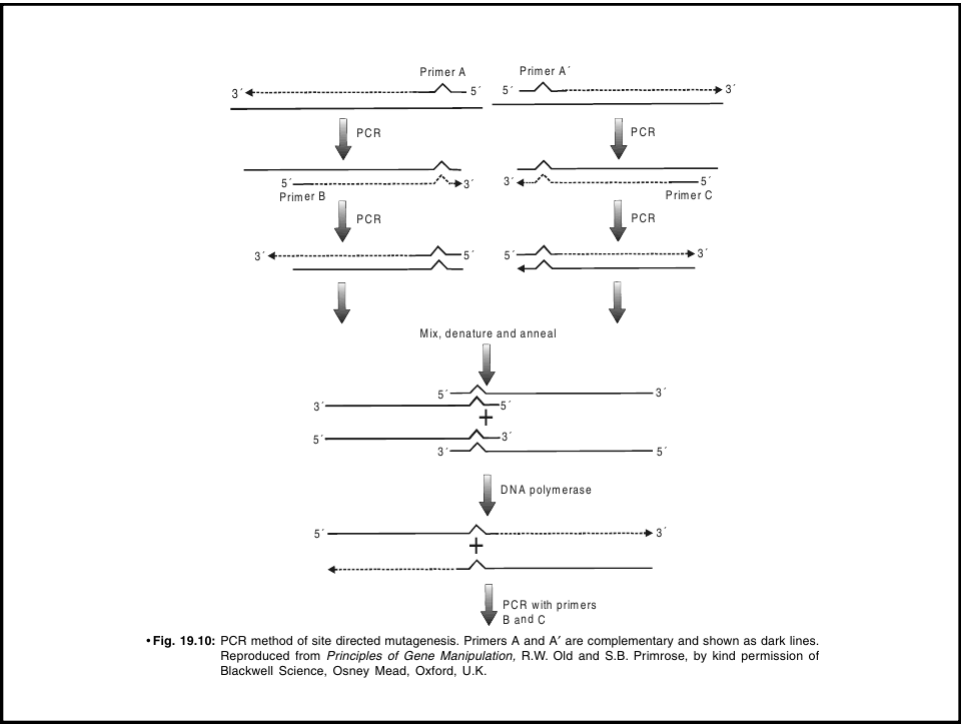 Primer A
Primer A´
3´ 5´ 5´ 3´
PCR
PCR
5´ 3´ 3´ 5´
Primer B
Primer C
PCR
PCR
3´ 5´ 5´ 3´
Mix, denature and anneal
5´ 3´
3´ 5´
+
5´ 3´
3´ 5´
DNA polymerase
5´ 3´
+
PCR with primers
B and C
• Fig. 19.10: PCR method of site directed mutagenesis. Primers A and A′ are complementary and shown as dark lines.
Reproduced from Principles of Gene Manipulation, R.W. Old and S.B. Primrose, by kind permission of
Blackwell Science, Osney Mead, Oxford, U.K.